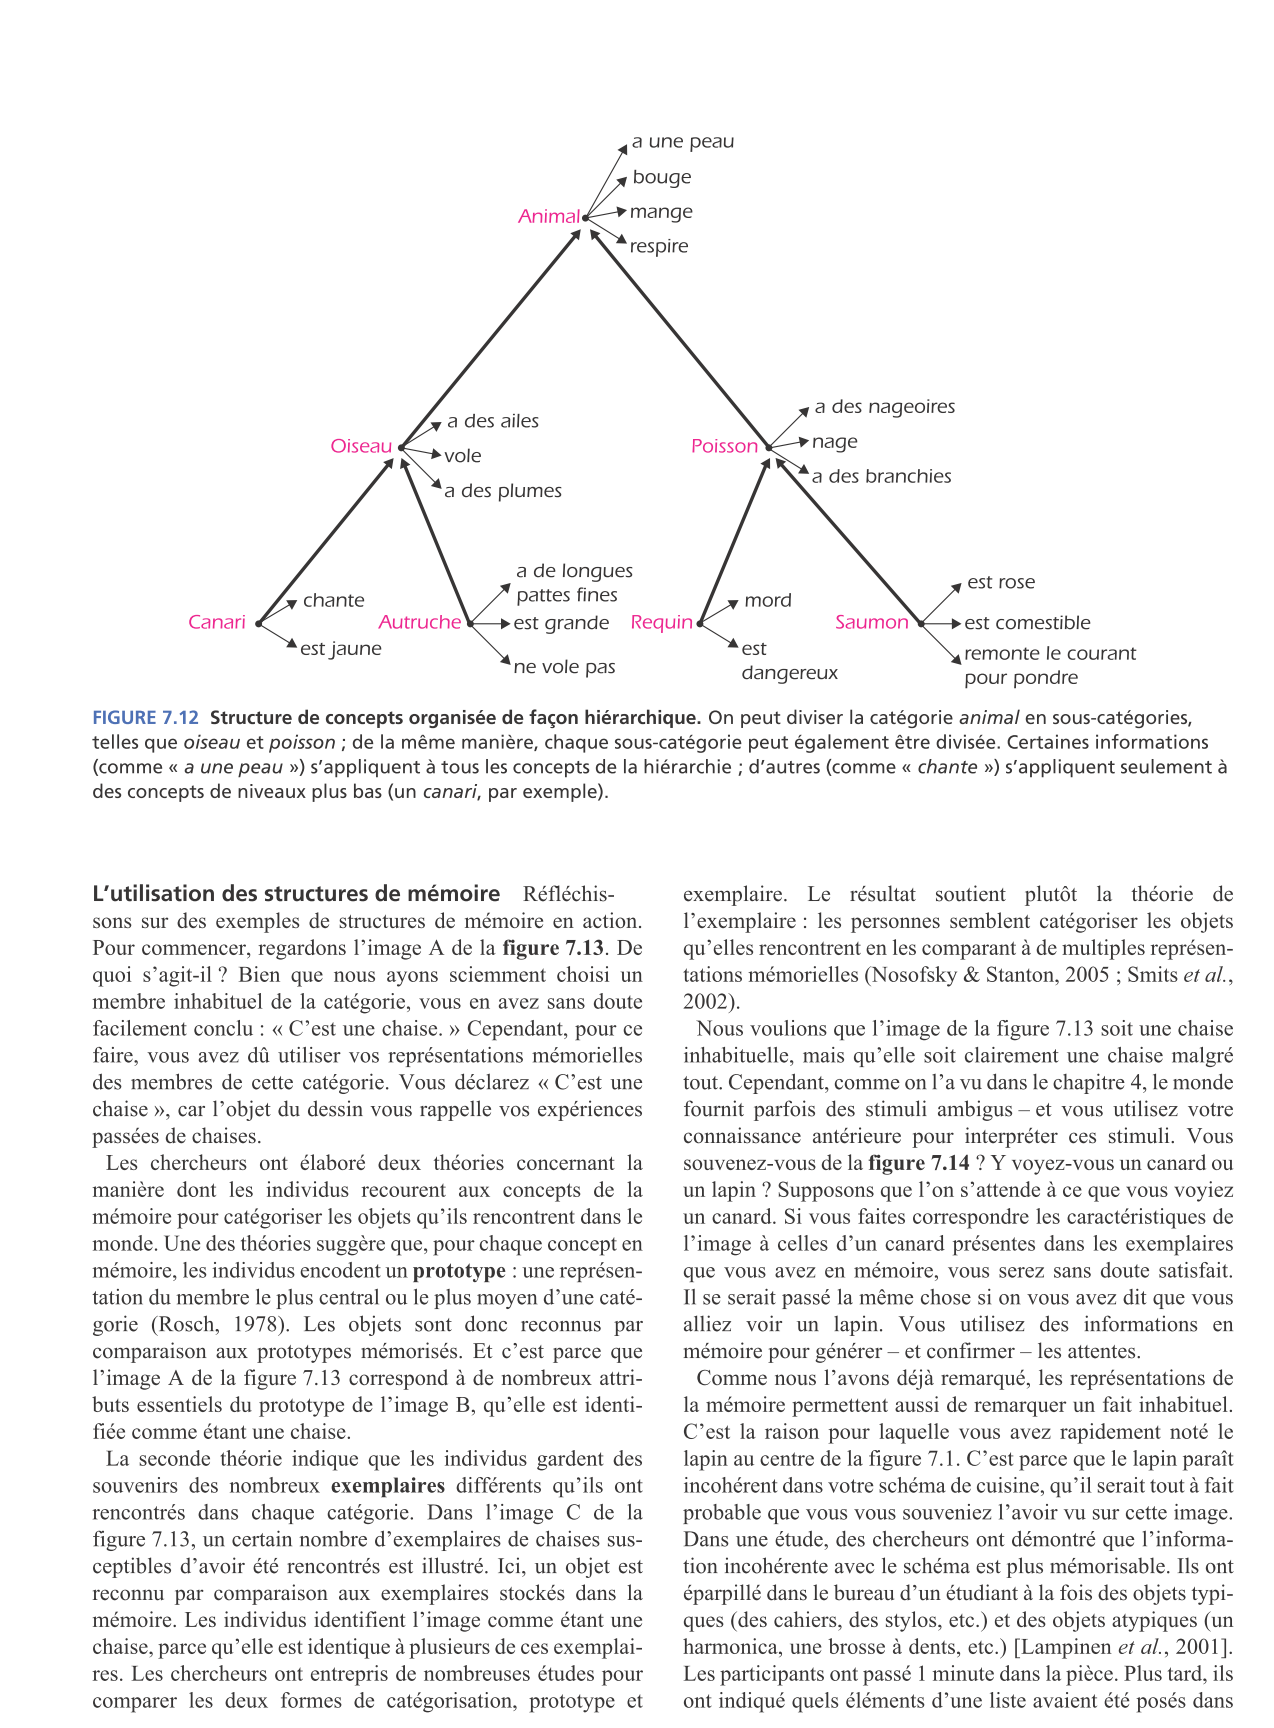 a une peau
bouge
Animal
mange
respire
a des ailes
Oiseau
vole
a des plumes
a des nageoires
Poisson
nage
a des branchies
chante
Canari
est jaune
a de longues
pattes fines
Autruche
est grande
ne vole pas
mord
Requin
est
dangereux
est rose
Saumon
est comestible
remonte le courant
pour pondre
FIGURE 7.12 Structure de concepts organisée de façon hiérarchique. On peut diviser la catégorie animal en sous-catégories,
telles que oiseau et poisson ; de la même manière, chaque sous-catégorie peut également être divisée. Certaines informations
(comme « a une peau ») s’appliquent à tous les concepts de la hiérarchie ; d’autres (comme « chante ») s’appliquent seulement à
des concepts de niveaux plus bas (un canari, par exemple).
L’utilisation des structures de mémoire Réfléchis-
sons sur des exemples de structures de mémoire en action.
Pour commencer, regardons l’image A de la figure 7.13. De
quoi s’agit-il ? Bien que nous ayons sciemment choisi un
membre inhabituel de la catégorie, vous en avez sans doute
facilement conclu : « C’est une chaise. » Cependant, pour ce
faire, vous avez dû utiliser vos représentations mémorielles
des membres de cette catégorie. Vous déclarez « C’est une
chaise », car l’objet du dessin vous rappelle vos expériences
passées de chaises.
Les chercheurs ont élaboré deux théories concernant la
manière dont les individus recourent aux concepts de la
mémoire pour catégoriser les objets qu’ils rencontrent dans le
monde. Une des théories suggère que, pour chaque concept en
mémoire, les individus encodent un prototype : une représen-
tation du membre le plus central ou le plus moyen d’une caté-
gorie (Rosch, 1978). Les objets sont donc reconnus par
comparaison aux prototypes mémorisés. Et c’est parce que
l’image A de la figure 7.13 correspond à de nombreux attri-
buts essentiels du prototype de l’image B, qu’elle est identi-
fiée comme étant une chaise.
La seconde théorie indique que les individus gardent des
souvenirs des nombreux exemplaires différents qu’ils ont
rencontrés dans chaque catégorie. Dans l’image C de la
figure 7.13, un certain nombre d’exemplaires de chaises sus-
ceptibles d’avoir été rencontrés est illustré. Ici, un objet est
reconnu par comparaison aux exemplaires stockés dans la
mémoire. Les individus identifient l’image comme étant une
chaise, parce qu’elle est identique à plusieurs de ces exemplai-
res. Les chercheurs ont entrepris de nombreuses études pour
comparer les deux formes de catégorisation, prototype et
exemplaire. Le résultat soutient plutôt la théorie de
l’exemplaire : les personnes semblent catégoriser les objets
qu’elles rencontrent en les comparant à de multiples représen-
tations mémorielles (Nosofsky & Stanton, 2005 ; Smits et al.,
2002).
Nous voulions que l’image de la figure 7.13 soit une chaise
inhabituelle, mais qu’elle soit clairement une chaise malgré
tout. Cependant, comme on l’a vu dans le chapitre 4, le monde
fournit parfois des stimuli ambigus – et vous utilisez votre
connaissance antérieure pour interpréter ces stimuli. Vous
souvenez-vous de la figure 7.14 ? Y voyez-vous un canard ou
un lapin ? Supposons que l’on s’attende à ce que vous voyiez
un canard. Si vous faites correspondre les caractéristiques de
l’image à celles d’un canard présentes dans les exemplaires
que vous avez en mémoire, vous serez sans doute satisfait.
Il se serait passé la même chose si on vous avez dit que vous
alliez voir un lapin. Vous utilisez des informations en
mémoire pour générer – et confirmer – les attentes.
Comme nous l’avons déjà remarqué, les représentations de
la mémoire permettent aussi de remarquer un fait inhabituel.
C’est la raison pour laquelle vous avez rapidement noté le
lapin au centre de la figure 7.1. C’est parce que le lapin paraît
incohérent dans votre schéma de cuisine, qu’il serait tout à fait
probable que vous vous souveniez l’avoir vu sur cette image.
Dans une étude, des chercheurs ont démontré que l’informa-
tion incohérente avec le schéma est plus mémorisable. Ils ont
éparpillé dans le bureau d’un étudiant à la fois des objets typi-
ques (des cahiers, des stylos, etc.) et des objets atypiques (un
harmonica, une brosse à dents, etc.) [Lampinen et al., 2001].
Les participants ont passé 1 minute dans la pièce. Plus tard, ils
ont indiqué quels éléments d’une liste avaient été posés dans